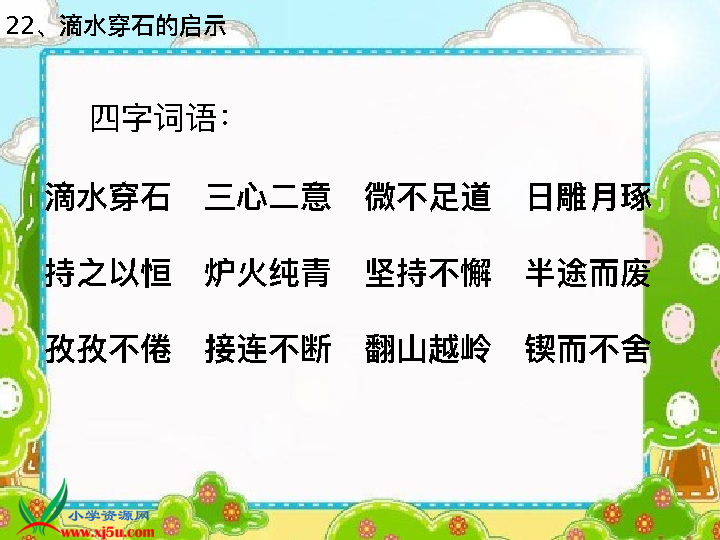 22、滴水穿石的启示
四字词语：
滴水穿石 三心二意 微不足道 日雕月琢
持之以恒 炉火纯青 坚持不懈 半途而废
孜孜不倦 接连不断 翻山越岭 锲而不舍
小学资源网
www.xj5u.com